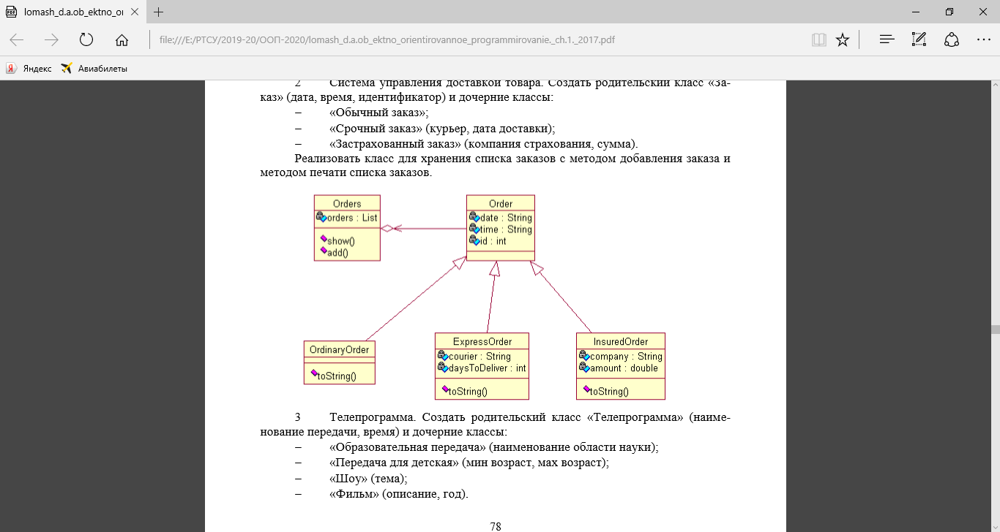 lomash_d.a.ob_ektno_oı
file:///E:/РТСУ/2019-20/ООП-2020/lomash_d.a.ob_ektno_orientirovannoe_programmirovanie._ch.1._2017.pdf
Яндекс Авиабилеты
2 Система управления доставкой товара. Создать родительский класс «За-
каз» (дата, время, идентификатор) и дочерние классы:
– «Обычный заказ»;
– «Срочный заказ» (курьер, дата доставки);
– «Застрахованный заказ» (компания страхования, сумма).
Реализовать класс для хранения списка заказов с методом добавления заказа и
методом печати списка заказов.
Orders
orders : List
show()
add()
Order
date : String
time : String
id : int
OrdinaryOrder
toString()
ExpressOrder
courier : String
daysToDeliver : int
toString()
InsuredOrder
company : String
amount : double
toString()
3 Телепрограмма. Создать родительский класс «Телепрограмма» (наиме-
нование передачи, время) и дочерние классы:
– «Образовательная передача» (наименование области науки);
– «Передача для детская» (мин возраст, мах возраст);
– «Шоу» (тема);
– «Фильм» (описание, год).
78